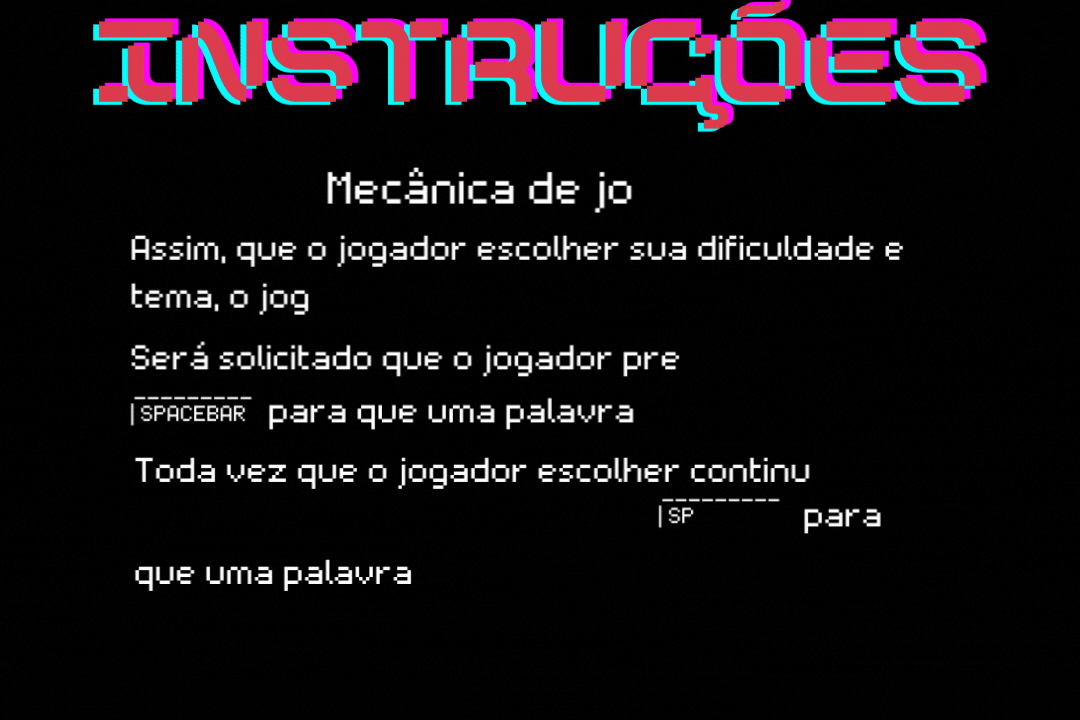 INSTRUÇÕES
Mecânica de jo
Assim, que o jogador escolher sua dificuldade e
tema, o jog
Será solicitado que o jogador pre
|SPACEBAR para que uma palavra
Toda vez que o jogador escolher continu
|SP para
que uma palavra